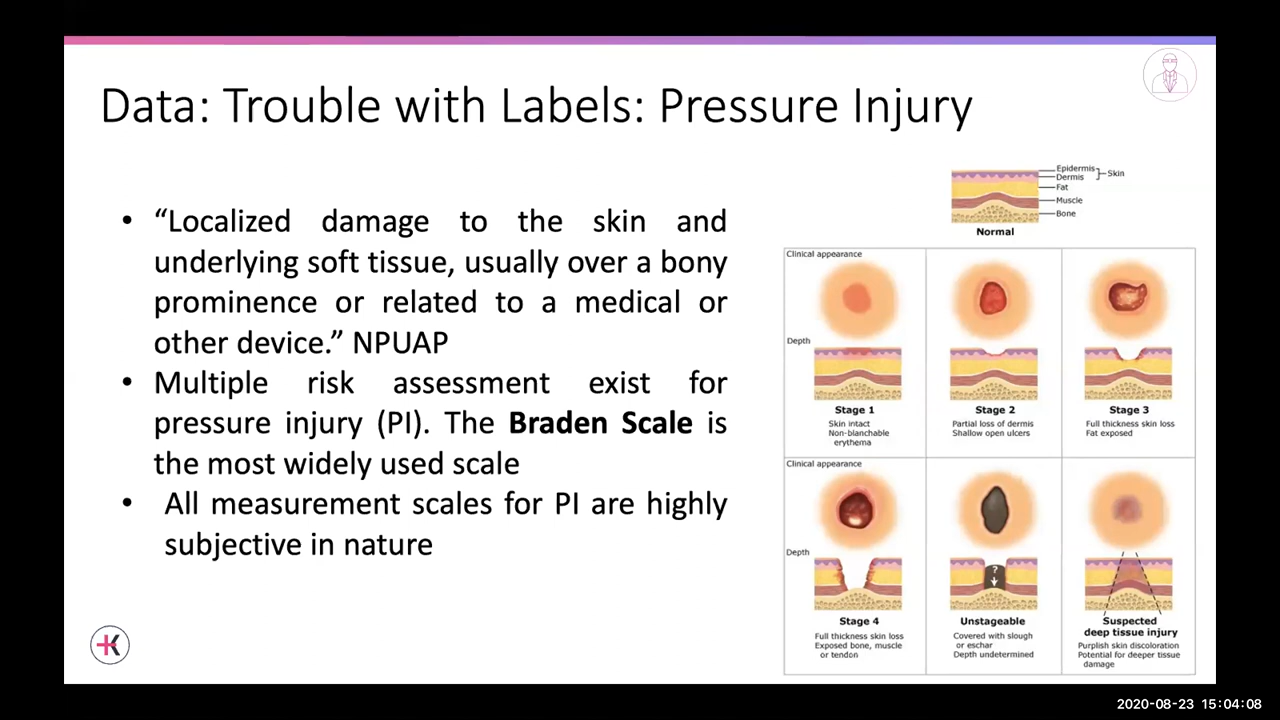 Data: Trouble with Labels: Pressure Injury
• “Localized damage to the skin and
underlying soft tissue, usually over a bony
prominence or related to a medical or
other device.” NPUAP
• Multiple risk assessment exist for
pressure injury (PI). The Braden Scale is
the most widely used scale
• All measurement scales for PI are highly
subjective in nature
Epidermis
Dermis
Skin
Fat
Muscle
Bone
Normal
Clinical appearance
Depth
Stage 1
Skin intact
Non-blanchable
erythema
Stage 2
Partial loss of dermis
Shallow open ulcers
Stage 3
Full thickness skin loss
Fat exposed
Clinical appearance
Depth
Stage 4
Full thickness skin loss
Exposed bone, muscle
or tendon
?
Unstageable
Covered with slough
or eschar
Depth undetermined
Suspected
deep tissue injury
Purplish skin discoloration
Potential for deeper tissue
damage
K
2020-08-23 15:04:08